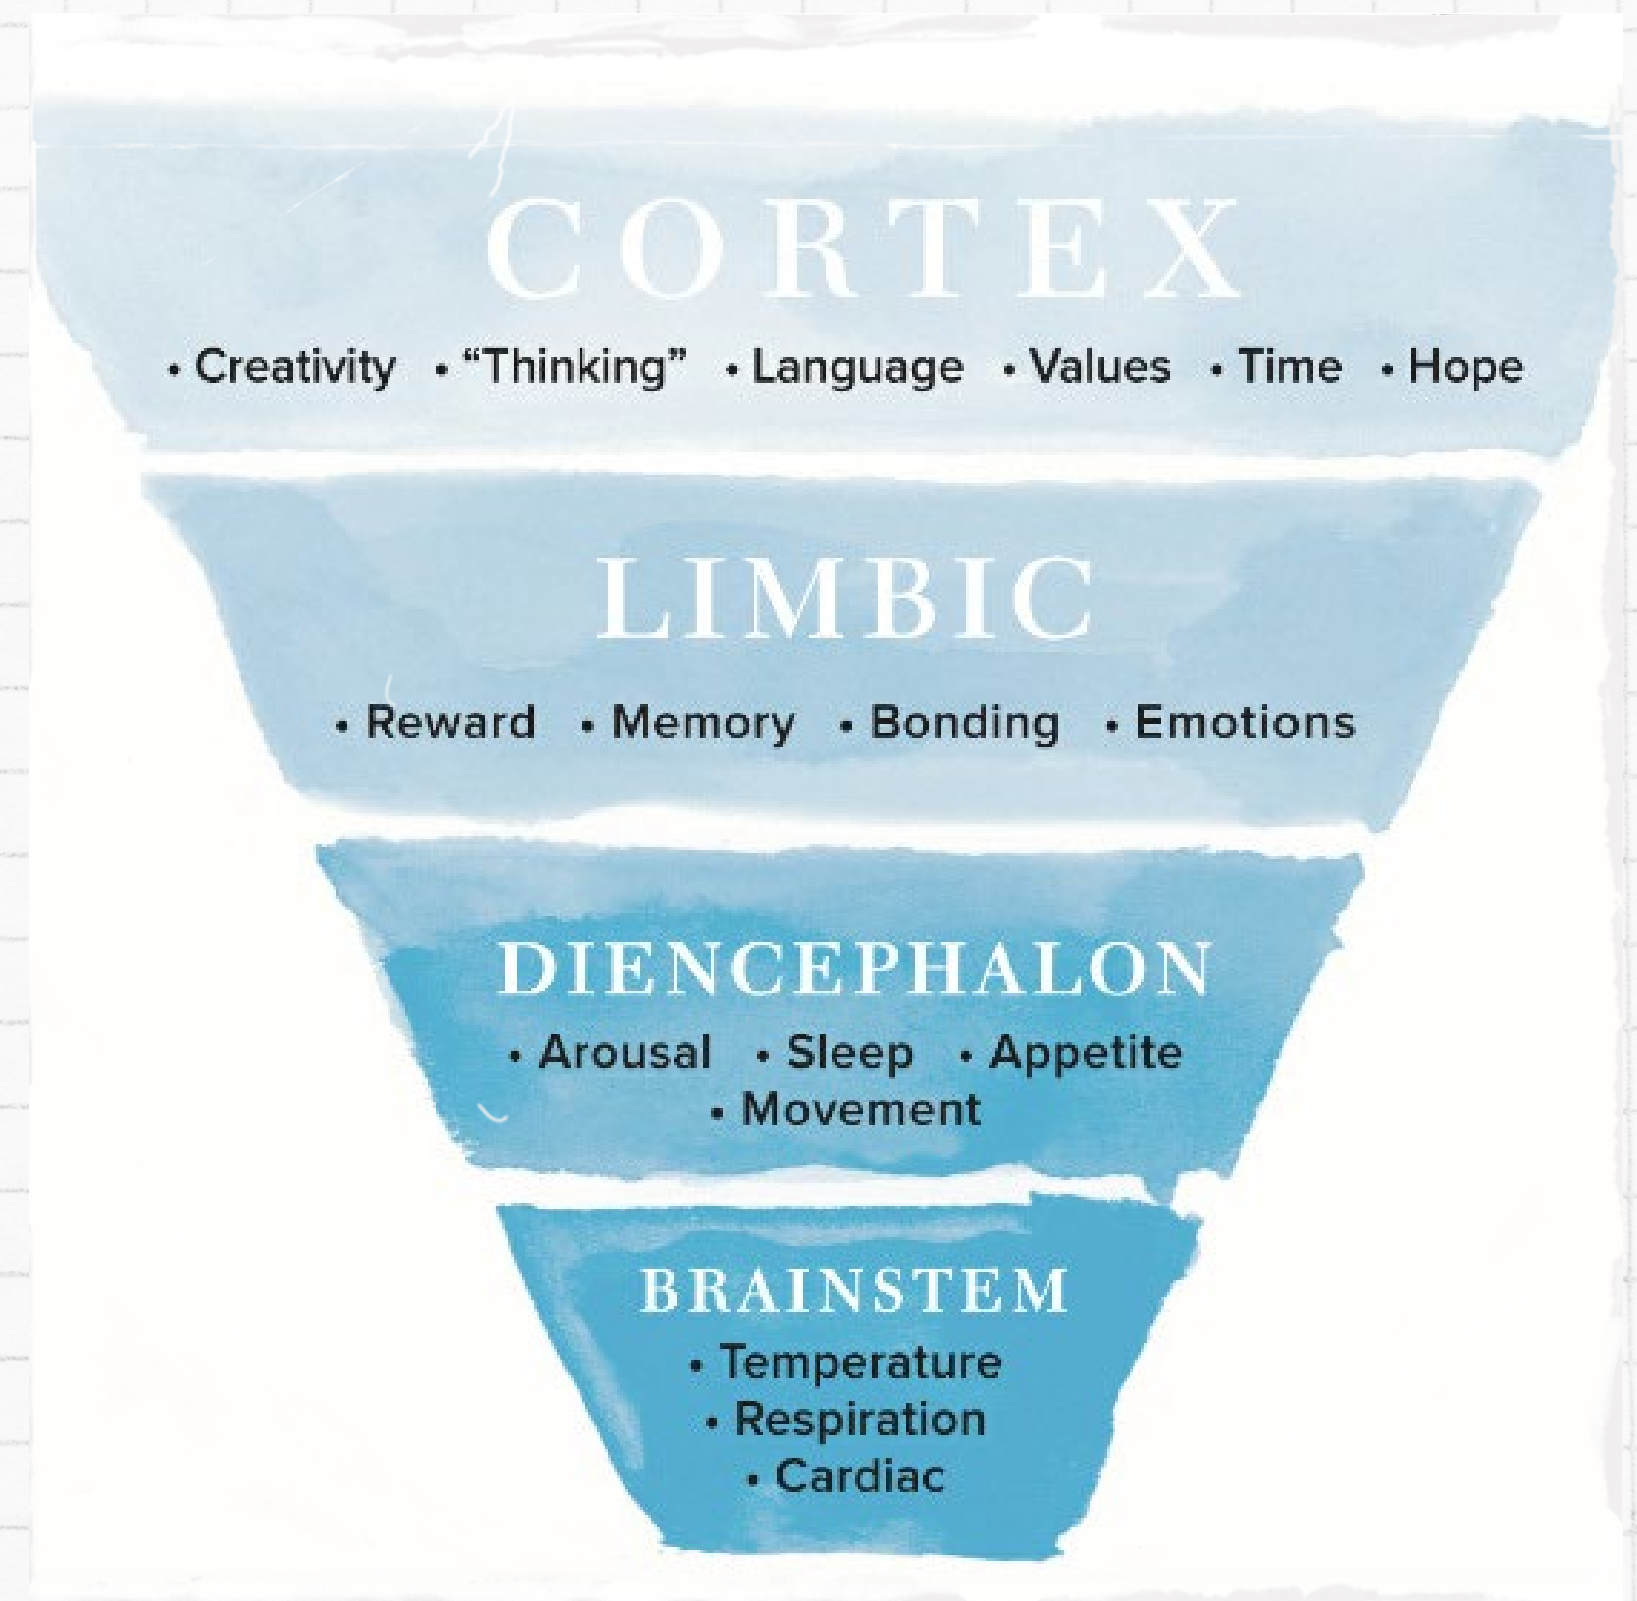 CORTEX
• Creativity • “Thinking” • Language • Values • Time • Hope
LIMBIC
• Reward • Memory • Bonding • Emotions
DIENCEPHALON
• Arousal • Sleep • Appetite
• Movement
BRAINSTEM
• Temperature
• Respiration
• Cardiac